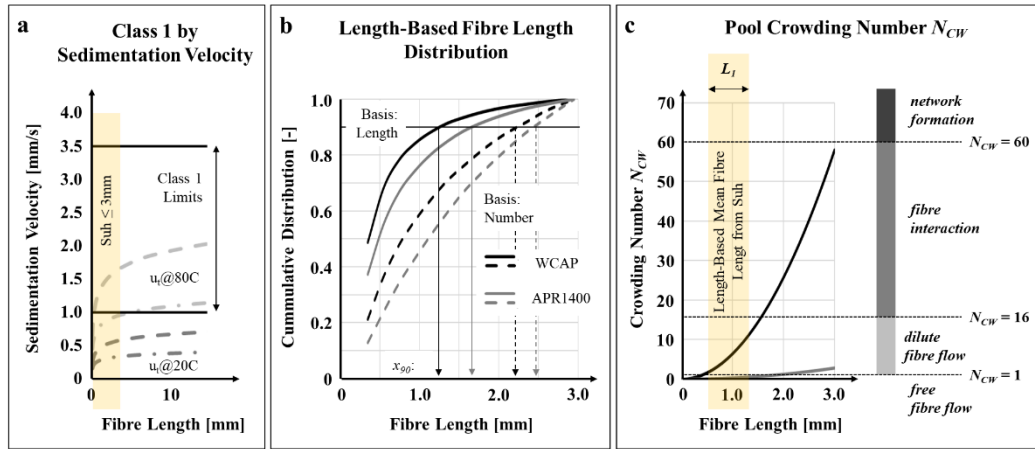 a
Class 1 by
Sedimentation Velocity
Sedimentation Velocity [mm/s]
4.0
3.5
3.0
2.5
2.0
1.5
1.0
0.5
0
Suh ≤ 3mm
Class 1
Limits
uₜ@80C
uₜ@20C
0
10
Fibre Length [mm]
b
Length-Based Fibre Length
Distribution
Cummulative Distribution [-]
1.0
0.8
0.6
0.4
0.2
0
Basis:
Length
Basis:
Number
WCAP
APR1400
x₉₀:
0
1.0
2.0
3.0
Fibre Length [mm]
c
Pool Crowding Number N_CW
L_I
Crowding Number N_CW
70
60
50
40
30
20
10
0
Length-Based Mean Fibre
Lengt from Suh
0
1.0
2.0
3.0
Fibre Length [mm]
network
formation
N_CW = 60
fibre
interaction
N_CW = 16
dilute
fibre flow
N_CW = 1
free
fibre flow